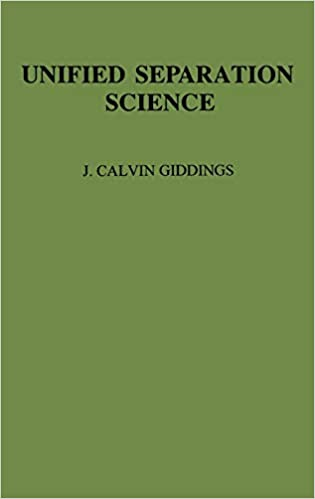 UNIFIED SEPARATION
SCIENCE
J. CALVIN GIDDINGS